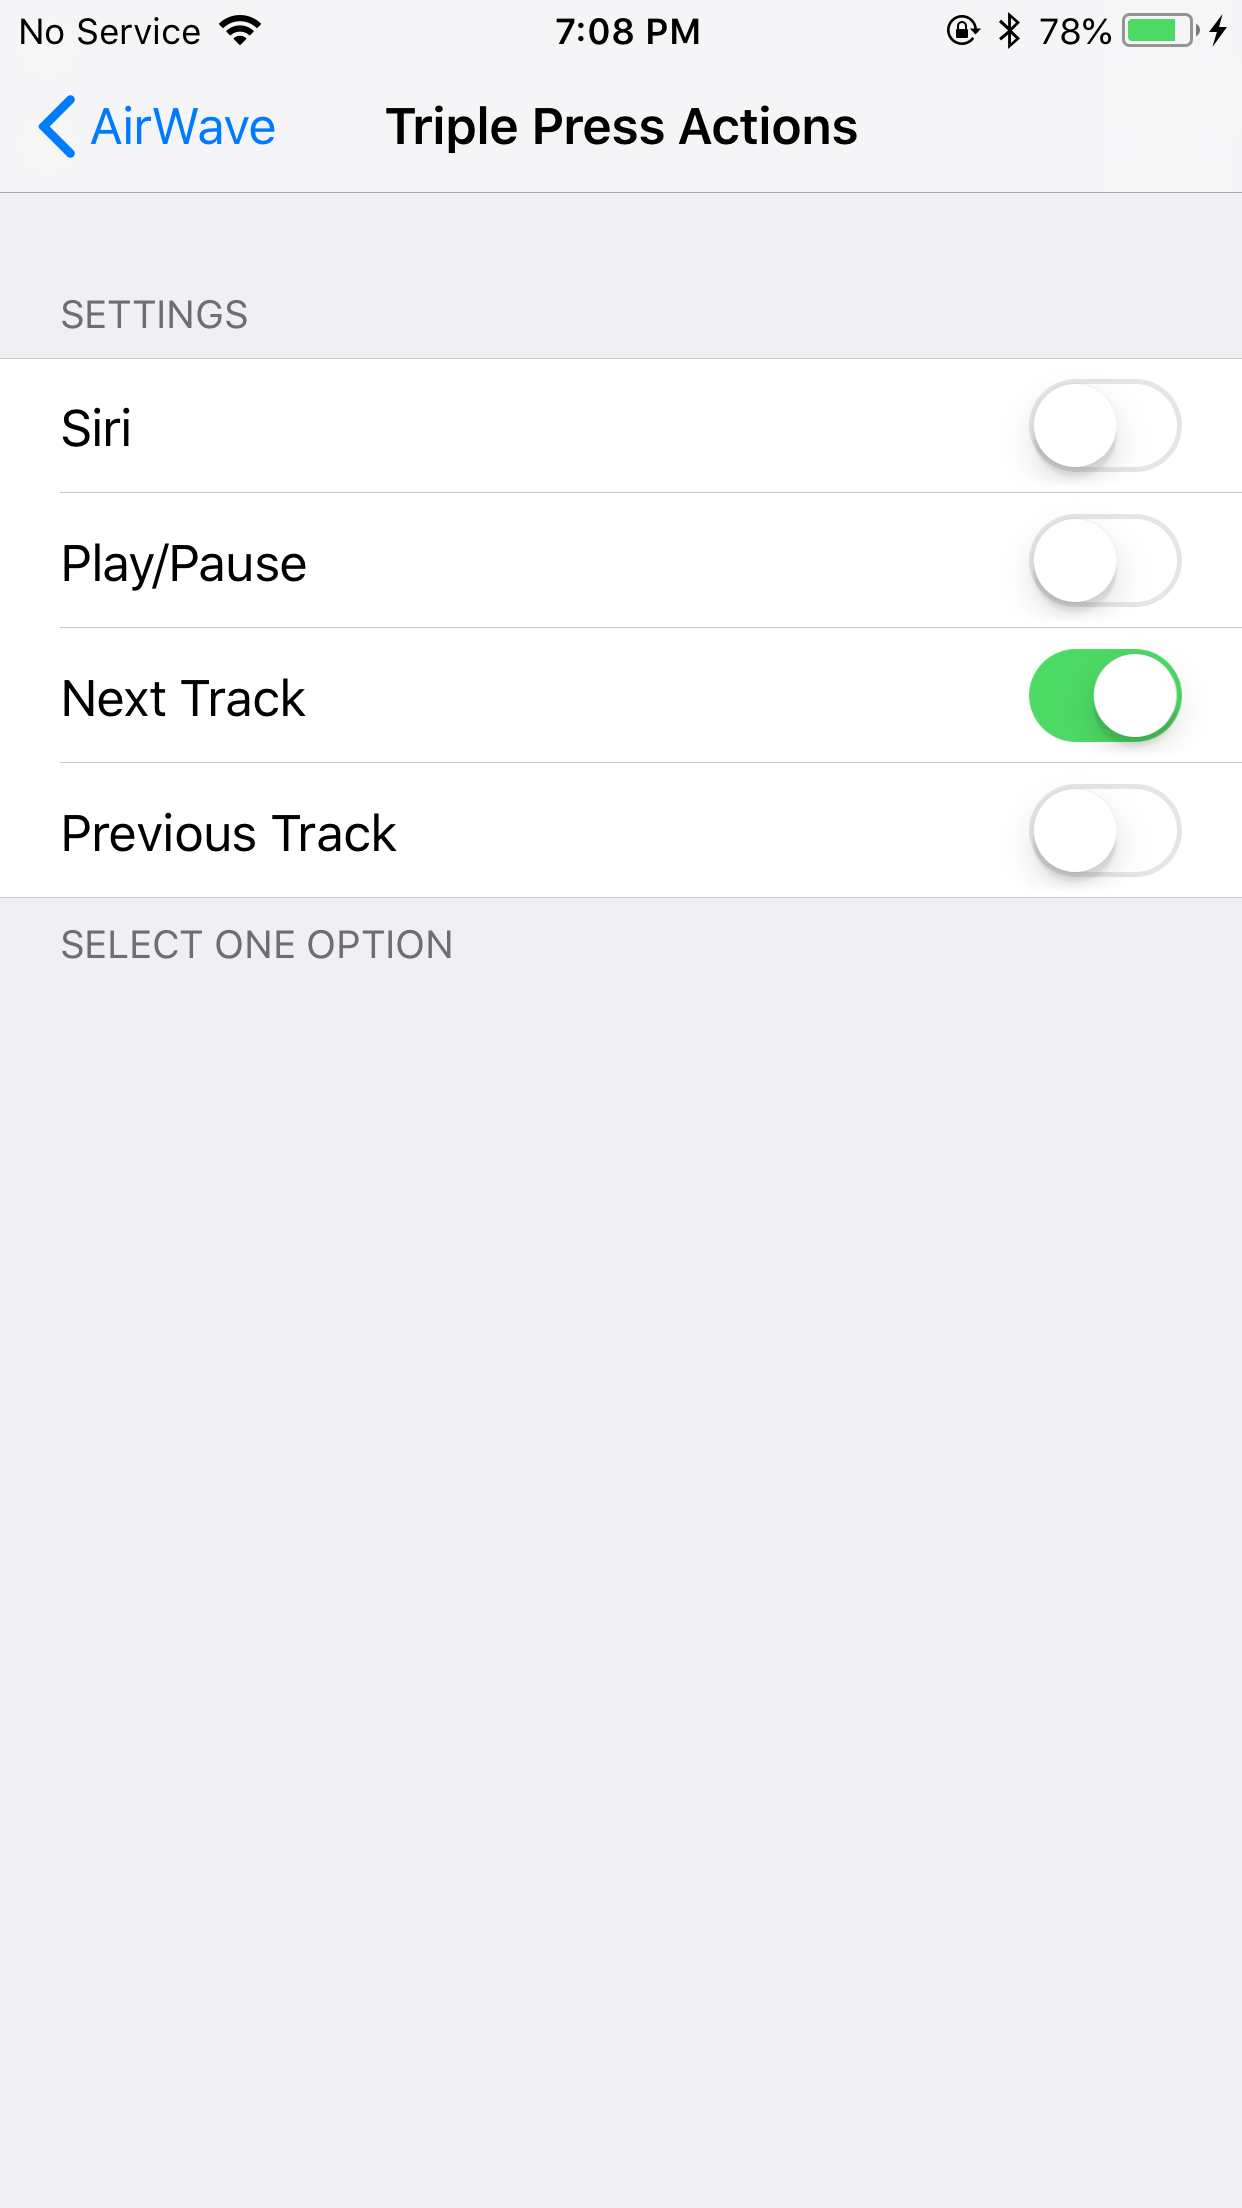 No Service 7:08 PM 78%
AirWave Triple Press Actions
SETTINGS
Siri
Play/Pause
Next Track
Previous Track
SELECT ONE OPTION